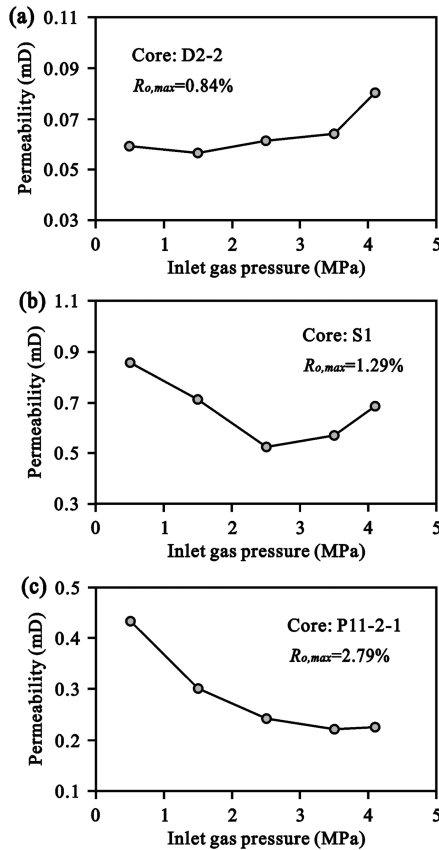 (a)
0.11
0.09
0.07
0.05
0.03
Permeability (mD)
Core: D2-2
Ro,max=0.84%
0 1 2 3 4 5
Inlet gas pressure (MPa)
(b)
1.1
0.9
0.7
0.5
0.3
Permeability (mD)
Core: S1
Ro,max=1.29%
0 1 2 3 4 5
Inlet gas pressure (MPa)
(c)
0.5
0.4
0.3
0.2
0.1
Permeability (mD)
Core: P11-2-1
Ro,max=2.79%
0 1 2 3 4 5
Inlet gas pressure (MPa)